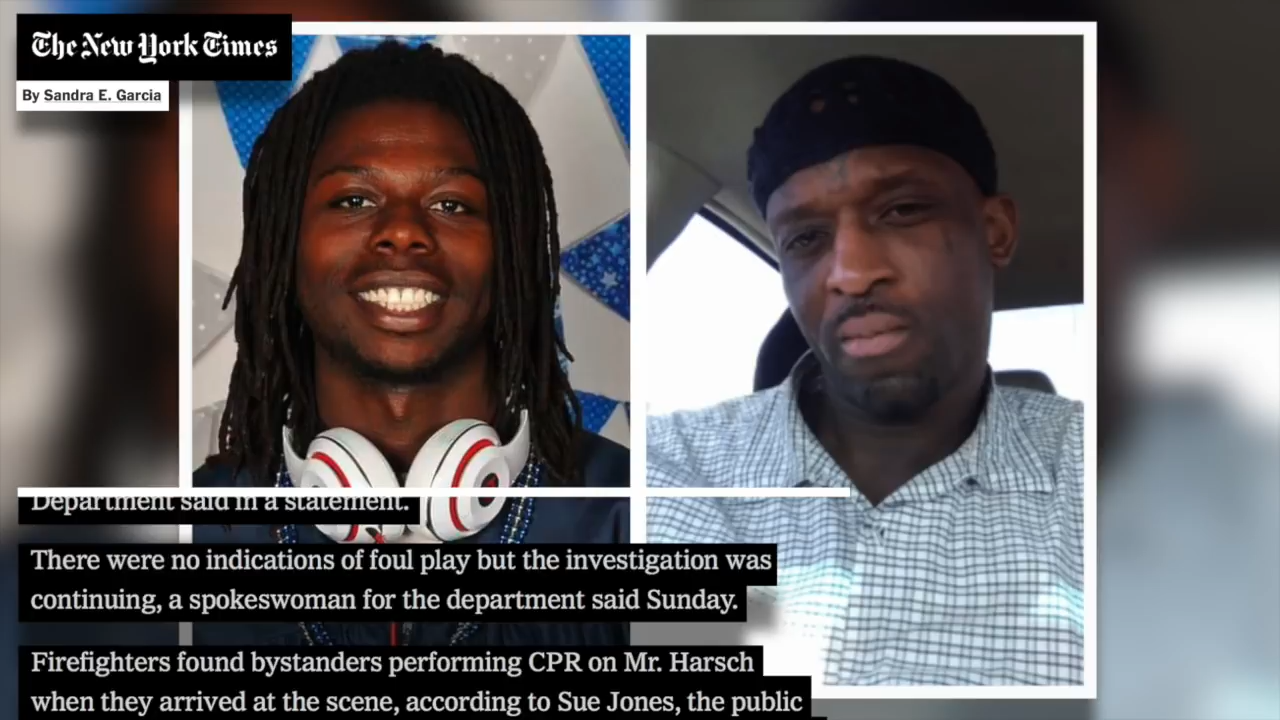 The New York Times
By Sandra E. Garcia
Department said in a statement.
There were no indications of foul play but the investigation was
continuing, a spokeswoman for the department said Sunday.
Firefighters found bystanders performing CPR on Mr. Harsch
when they arrived at the scene, according to Sue Jones, the public